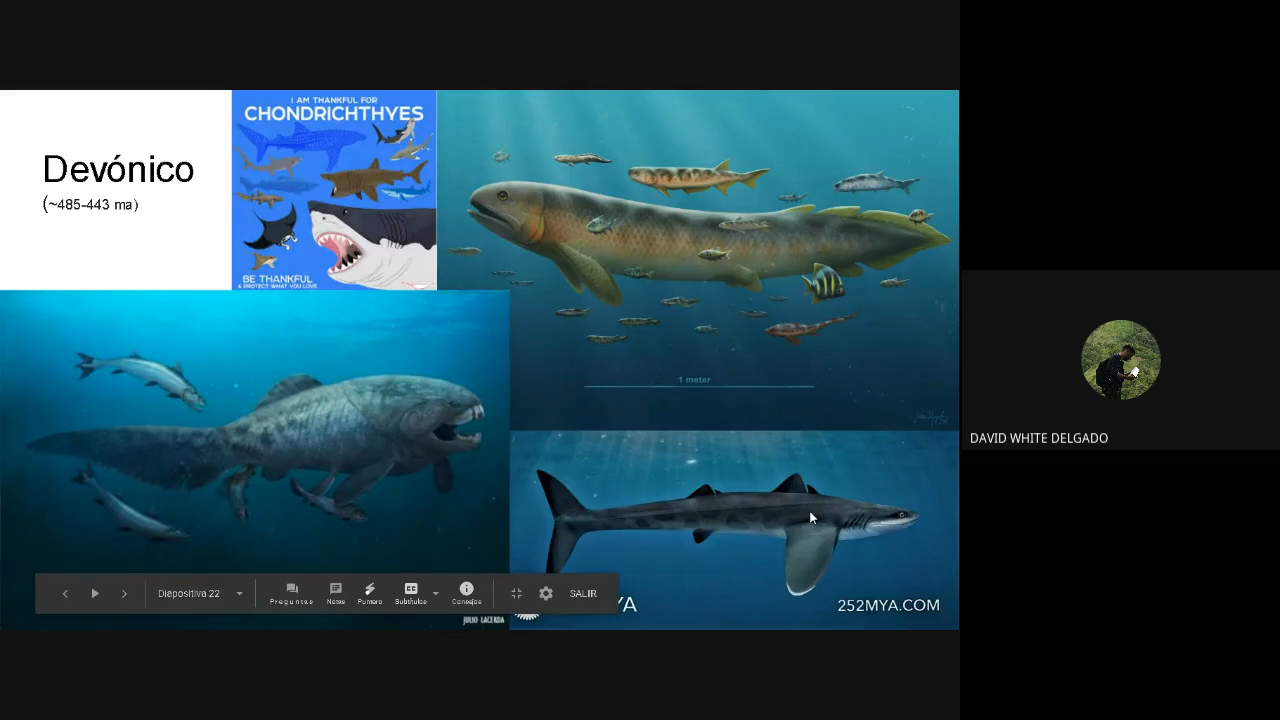 Devónico
(~485-443 ma)
I AM THANKFUL FOR
CHONDRICHTHYES
BE THANKFUL
& PROTECT WHAT YOU LOVE
1 meter
Diapositiva 22
Preguntas
Notas
Puntero
Subtítulos
Consejos
SALIR
JULIO LACERDA
YA
252MYA.COM
DAVID WHITE DELGADO